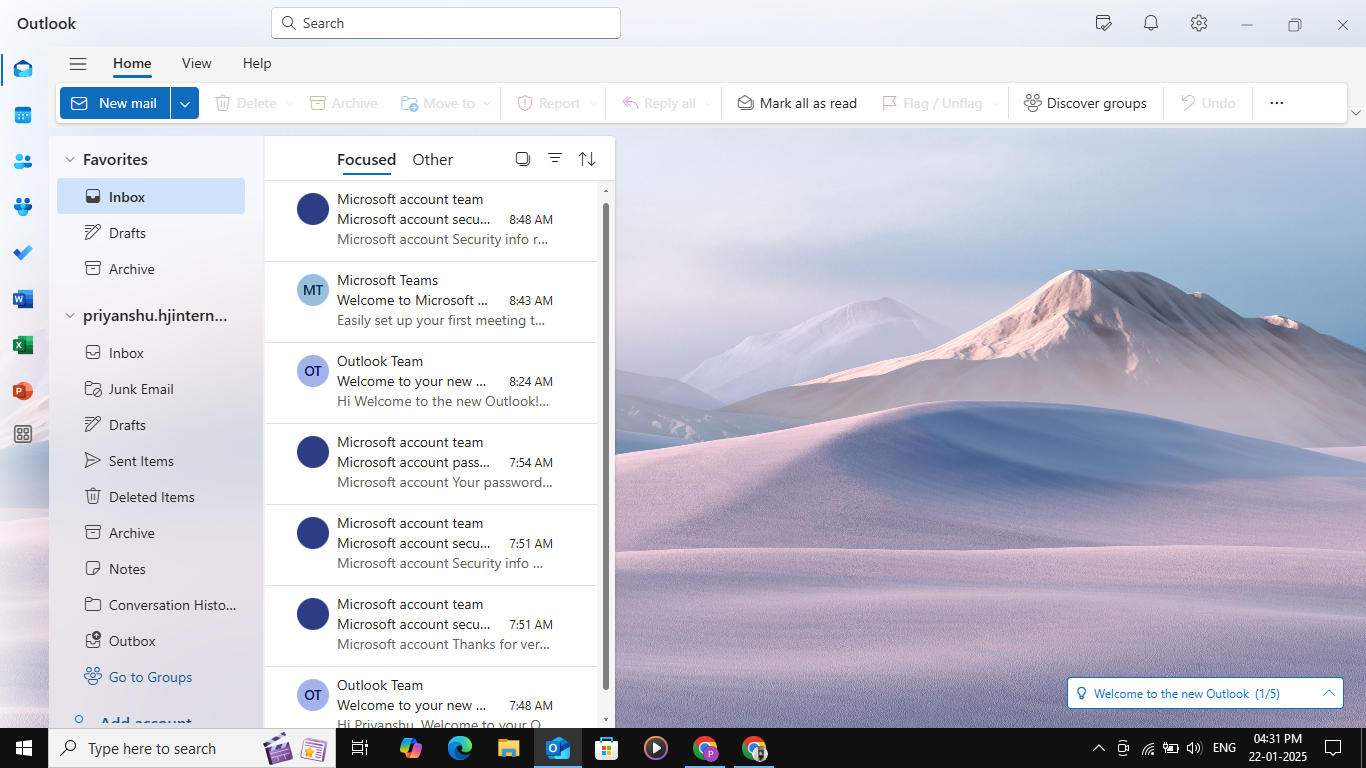 Outlook
Search
Home View Help
New mail Delete Archive Move to Report Reply all Mark all as read Flag / Unflag Discover groups Undo ...
Favorites
Inbox
Drafts
Archive
priyanshu.hjintern...
Inbox
Junk Email
Drafts
Sent Items
Deleted Items
Archive
Notes
Conversation Histo...
Outbox
Go to Groups
Add account
Focused Other
Microsoft account team
Microsoft account secu... 8:48 AM
Microsoft account Security info r...
MT
Microsoft Teams
Welcome to Microsoft ... 8:43 AM
Easily set up your first meeting t...
OT
Outlook Team
Welcome to your new ... 8:24 AM
Hi Welcome to the new Outlook!...
Microsoft account team
Microsoft account pass... 7:54 AM
Microsoft account Your password...
Microsoft account team
Microsoft account secu... 7:51 AM
Microsoft account Security info ...
Microsoft account team
Microsoft account secu... 7:51 AM
Microsoft account Thanks for ver...
OT
Outlook Team
Welcome to your new ... 7:48 AM
Hi Priyanshu, Welcome to your O...
Welcome to the new Outlook (1/5)
Type here to search
P
ENG
04:31 PM
22-01-2025